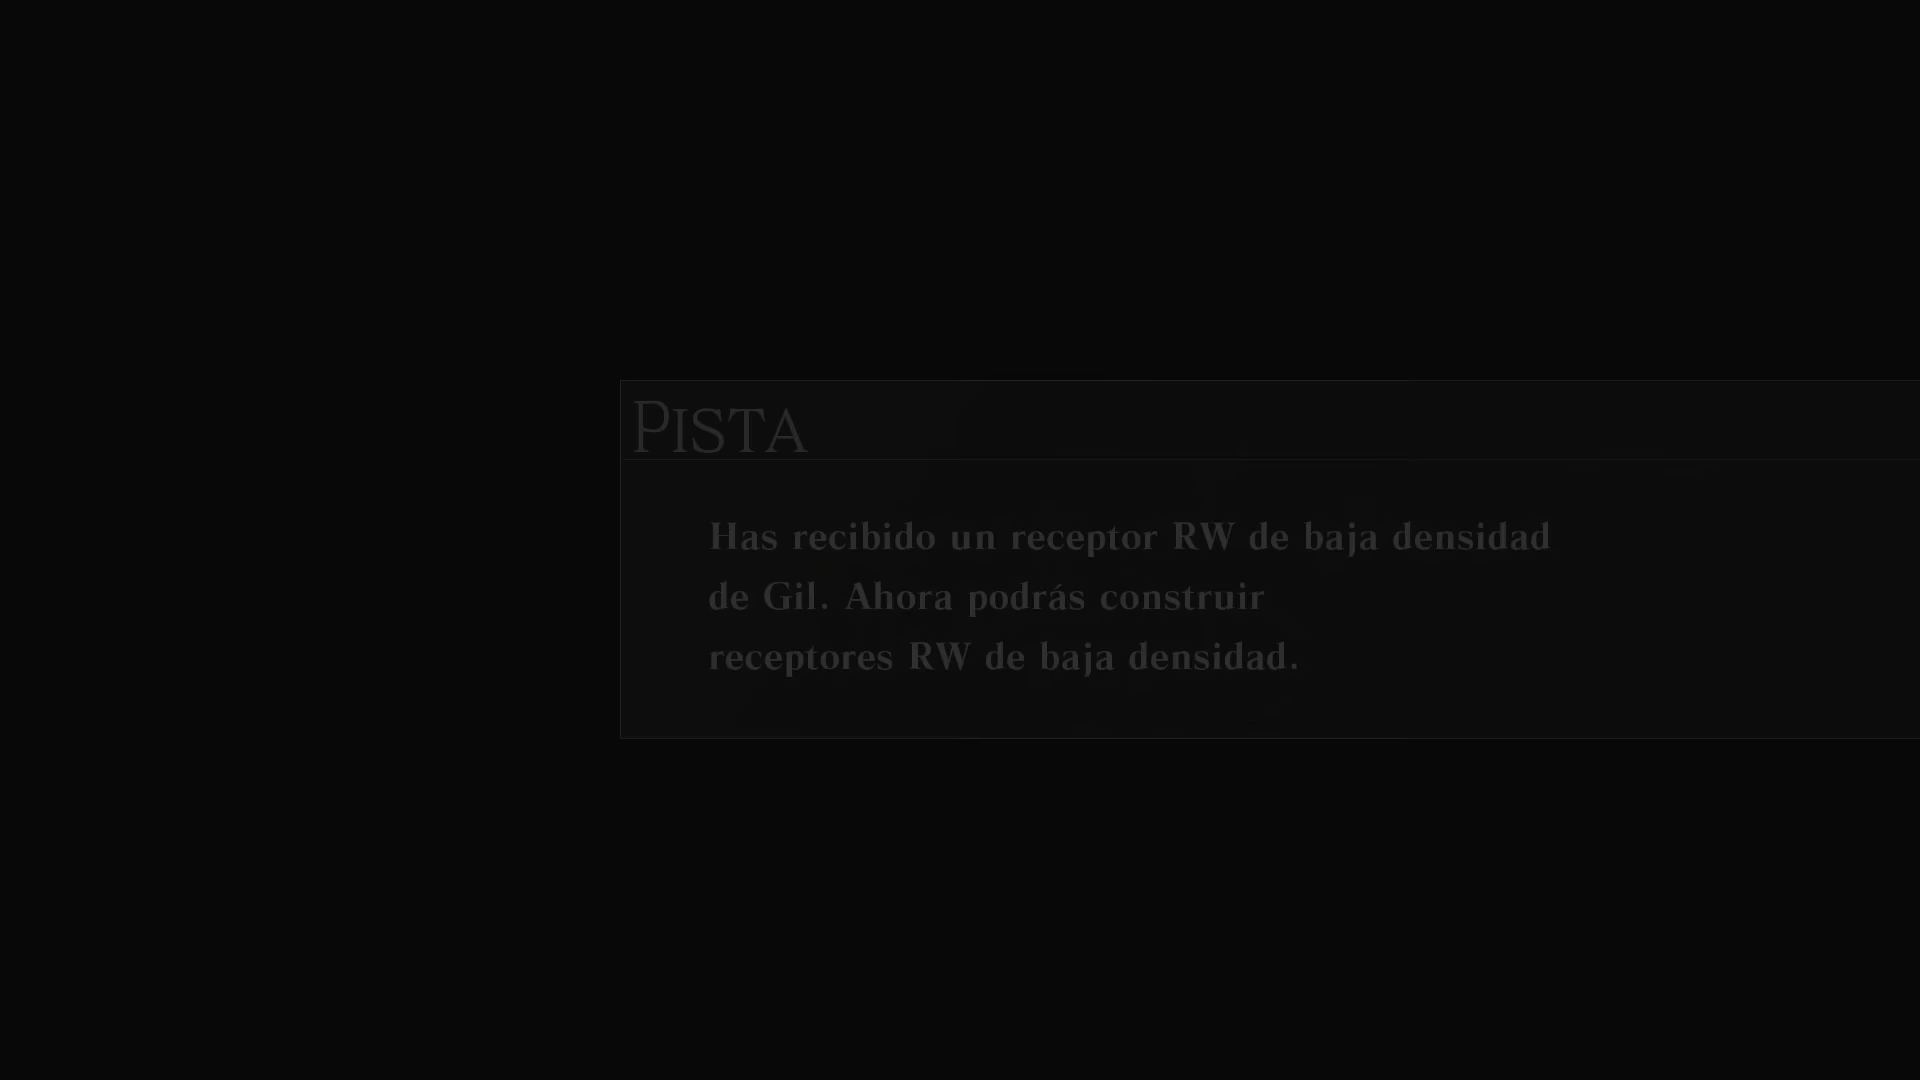 PISTA
Has recibido un receptor RW de baja densidad
de Gil. Ahora podrás construir
receptores RW de baja densidad.